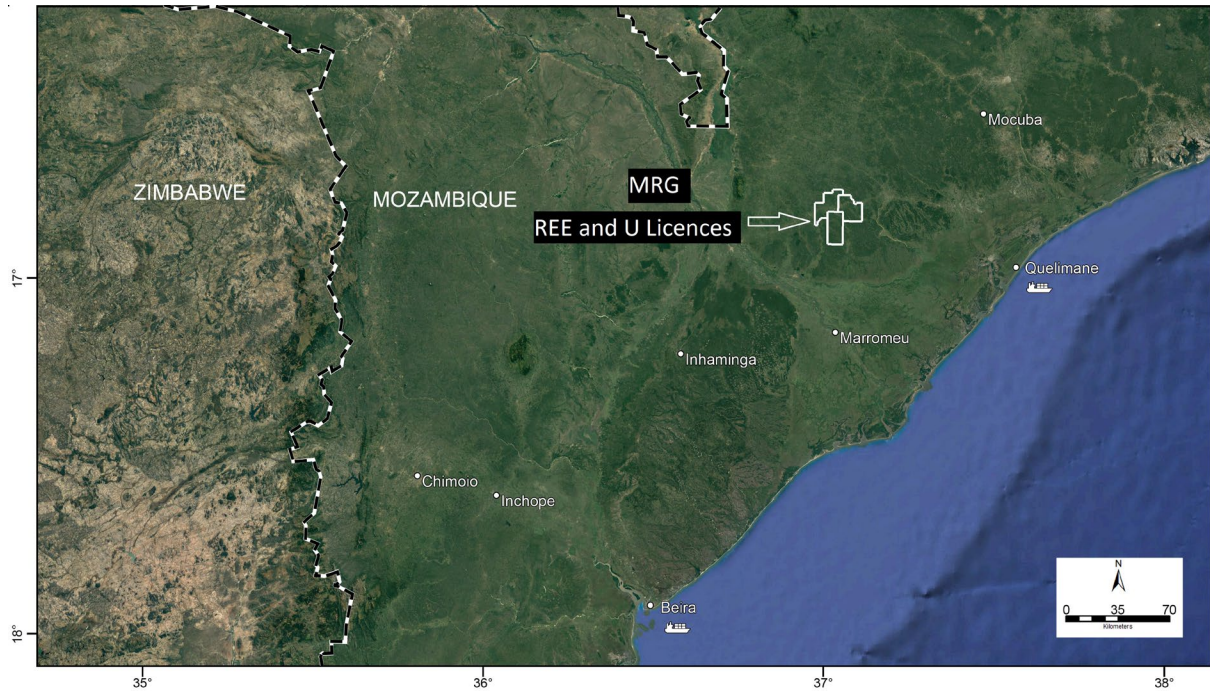 Mocuba
MRG
ZIMBABWE
MOZAMBIQUE
REE and U Licences
17°
Quelimane
Marromeu
Inhaminga
Chimoio
Inchope
N
0 35 70
Kilometers
Beira
18°
35°
36°
37°
38°